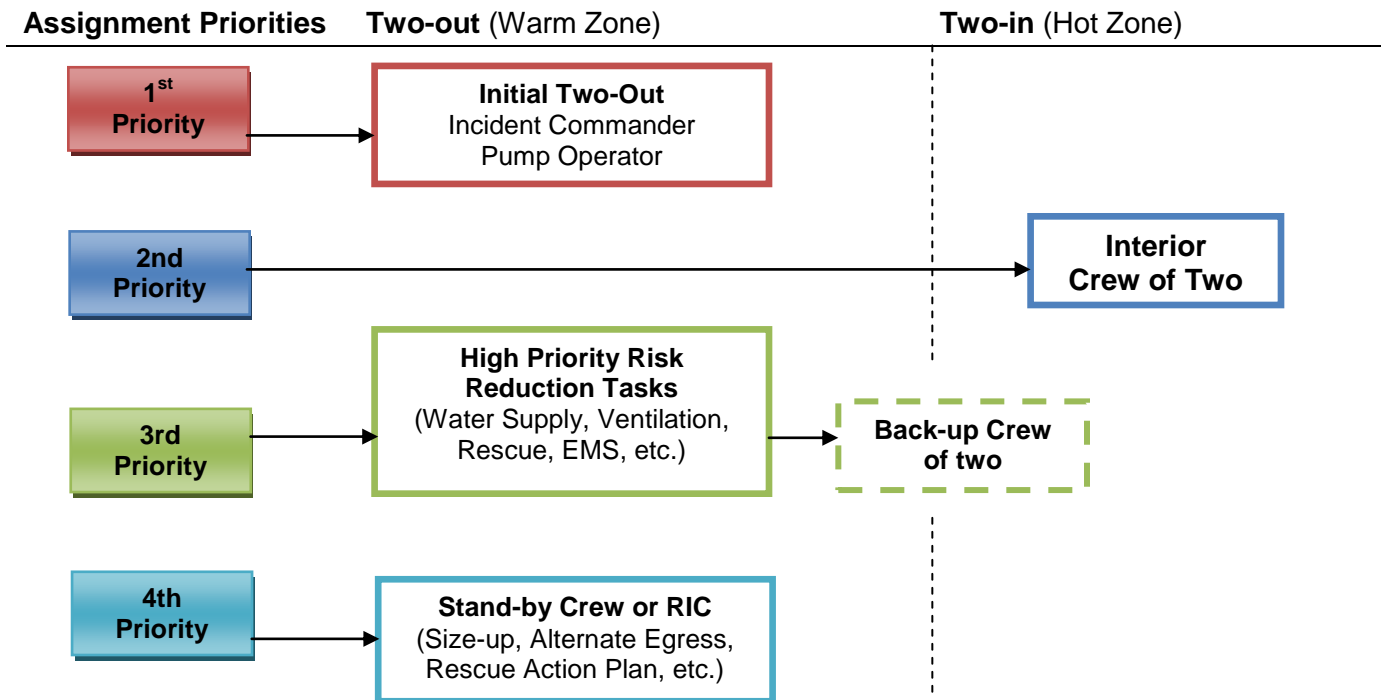 Assignment Priorities Two-out (Warm Zone) Two-in (Hot Zone)
1st
Priority
Initial Two-Out
Incident Commander
Pump Operator
2nd
Priority
Interior
Crew of Two
3rd
Priority
High Priority Risk
Reduction Tasks
(Water Supply, Ventilation,
Rescue, EMS, etc.)
Back-up Crew
of two
4th
Priority
Stand-by Crew or RIC
(Size-up, Alternate Egress,
Rescue Action Plan, etc.)